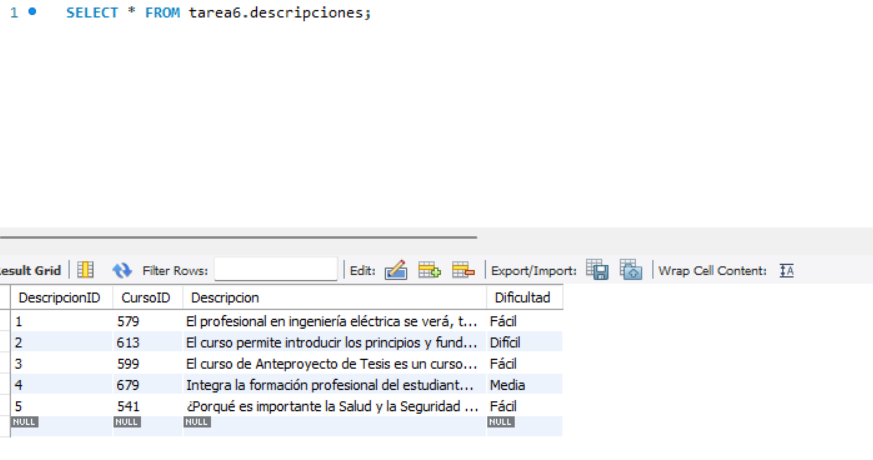 1 SELECT * FROM tarea6.descripciones;
Result Grid Filter Rows: Edit: Export/Import: Wrap Cell Content: IA
DescripcionID CursoID Descripcion Dificultad
1 579 El profesional en ingeniería eléctrica se verá, t... Fácil
2 613 El curso permite introducir los principios y fund... Difícil
3 599 El curso de Anteproyecto de Tesis es un curso... Fácil
4 679 Integra la formación profesional del estudiant... Media
5 541 ¿Porqué es importante la Salud y la Seguridad ... Fácil
NULL NULL NULL NULL